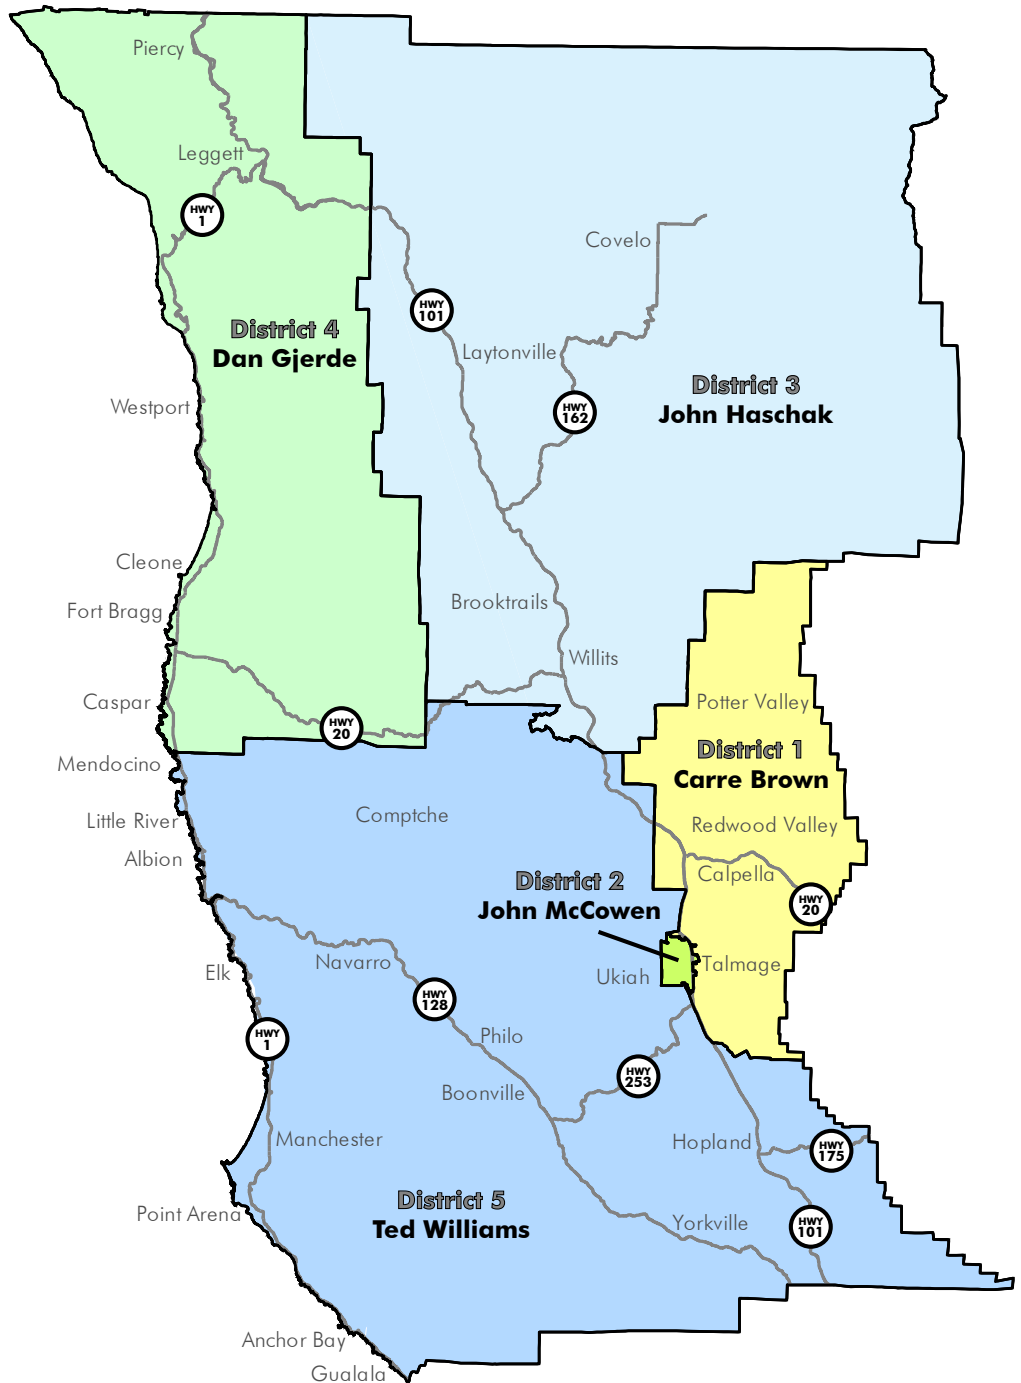 Piercy
Leggett
HWY
1
Covelo
HWY
101
District 4
Dan Gjerde
Laytonville
District 3
John Haschak
Westport
HWY
162
Cleone
Fort Bragg
Brooktrails
Willits
Caspar
Potter Valley
HWY
20
District 1
Carre Brown
Mendocino
Little River
Comptche
Redwood Valley
Albion
Calpella
District 2
John McCowen
HWY
20
Elk
Navarro
Ukiah
Talmage
HWY
128
HWY
1
Philo
HWY
253
Boonville
Manchester
Hopland
HWY
175
Point Arena
District 5
Ted Williams
Yorkville
HWY
101
Anchor Bay
Gualala